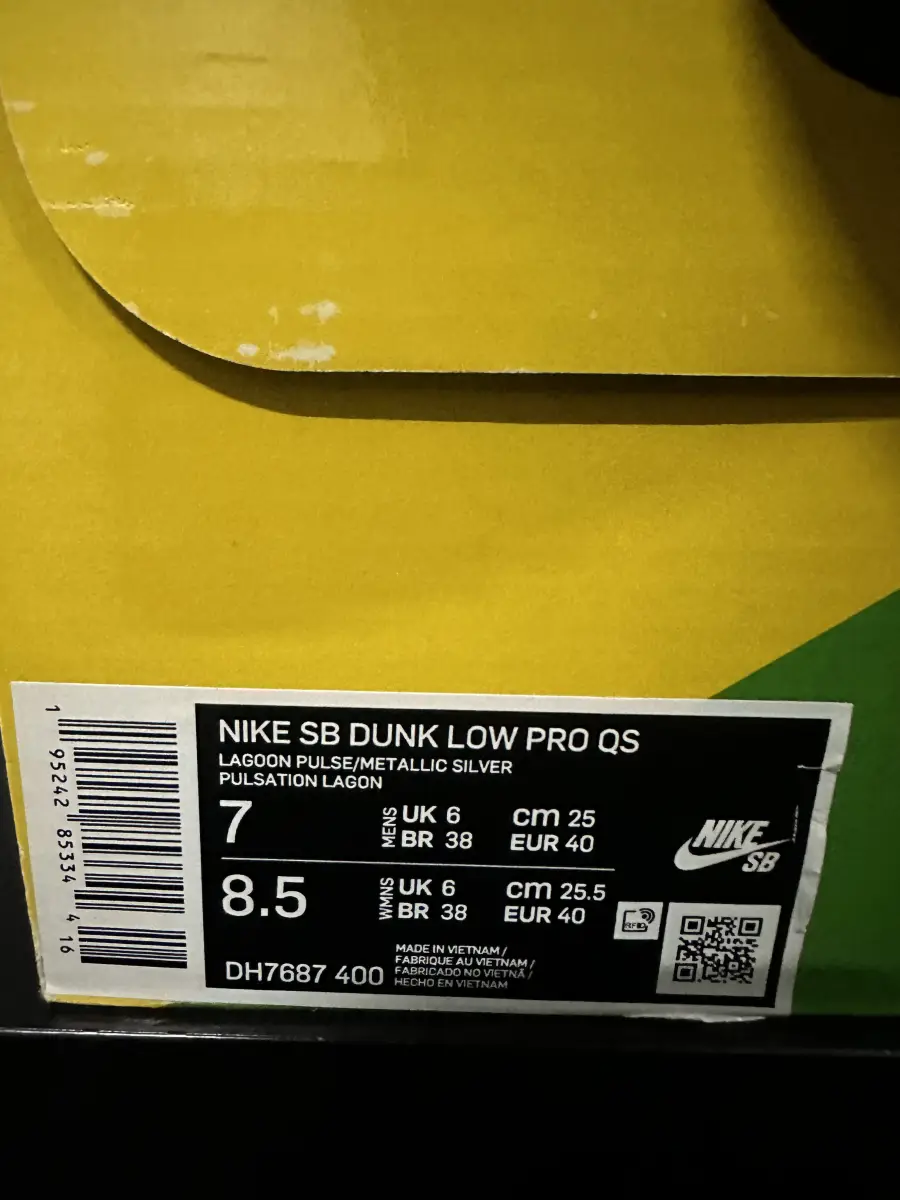 NIKE SB DUNK LOW PRO QS
LAGOON PULSE/METALLIC SILVER
PULSATION LAGON
7 MENS UK 6 cm 25
BR 38 EUR 40
8.5 WMNS UK 6 cm 25.5
BR 38 EUR 40
MADE IN VIETNAM /
FABRIQUE AU VIETNAM /
FABRICADO NO VIETNÃ /
HECHO EN VIETNAM
DH7687 400
NIKE
SB
RFID
1 95242 85334 4 16